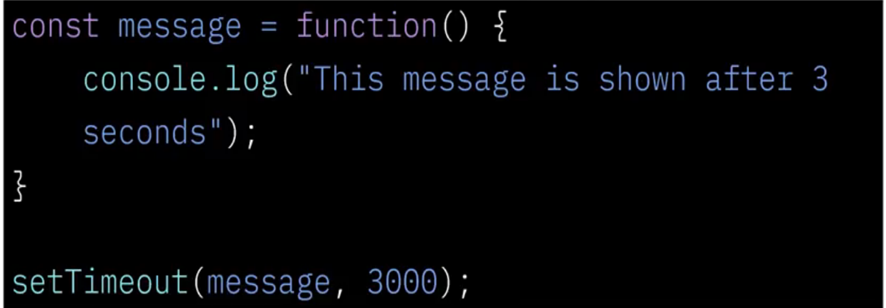 const message = function() {
    console.log("This message is shown after 3
    seconds");
}

setTimeout(message, 3000);